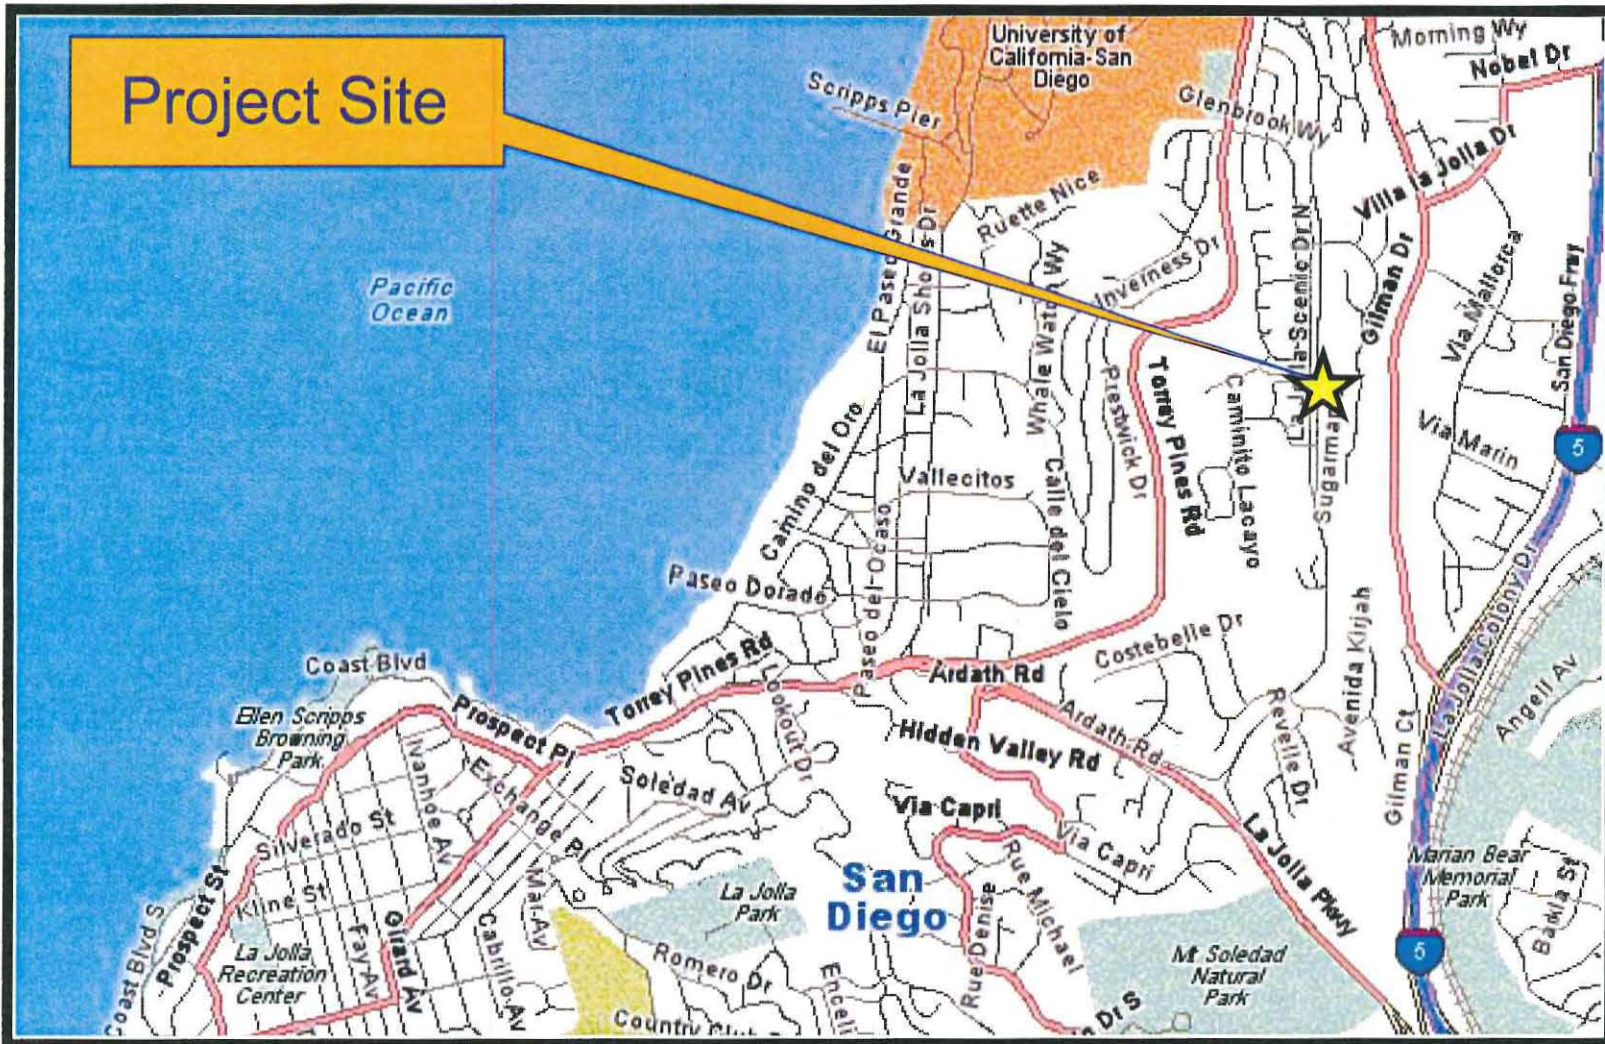 Project Site
University of
California-San
Diego
Morning Wy
Nobel Dr
Scripps Pier
Glenbrook Wy
Villa la Jolla Dr
Ruette Nice
El Paseo Grande
La Jolla Shores Dr
Whale Watch Wy
Inverness Dr
La Jolla Scenic Dr N
Gilman Dr
Via Mallorca
San Diego Frwy
Pacific
Ocean
Torrey Pines Rd
Prestwick Dr
Caminito Lacayo
Sugarman
Via Marin
5
Camino del Oro
Vallecitos
Calle del Cielo
Paseo del Ocaso
Paseo Dorado
La Jolla Colony Dr
Angell Av
Avenida Kirjah
Costebelle Dr
Coast Blvd
Torrey Pines Rd
Ardath Rd
Ardath Rd
Lookout Dr
Prospect Pl
Ellen Scripps
Browning
Park
Hidden Valley Rd
Revelle Dr
Gilman Ct
Ivanhoe Av
Exchange Pl
Soledad Av
Via Capri
Via Capri
La Jolla Pkwy
Silverado St
Kline St
Prospect St
Coast Blvd S
La Jolla
Recreation
Center
Fay Av
Girard Av
Cabrillo Av
Mal Av
La Jolla
Park
San
Diego
Rue Michael
Rue Denise
Marian Bear
Memorial
Park
Mt Soledad
Natural
Park
5
Romero Dr
Country Club
Dr S